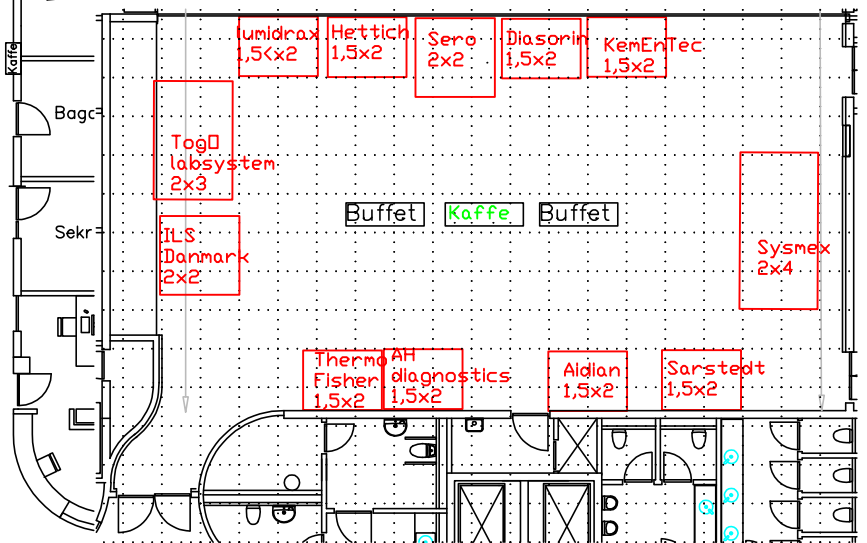 umidrax
1,5x2
Hettich
1,5x2
Sero
2x2
Diasorin
1,5x2
KemEnTec
1,5x2
Kaffe
Bagc
Tog□
labsystem
2x3
Buffet
Kaffe
Buffet
Sekr
ILS
Danmark
2x2
Sysmex
2x4
Thermo
Fisher
1,5x2
AH
diagnostics
1,5x2
Aidian
1,5x2
Sarstedt
1,5x2